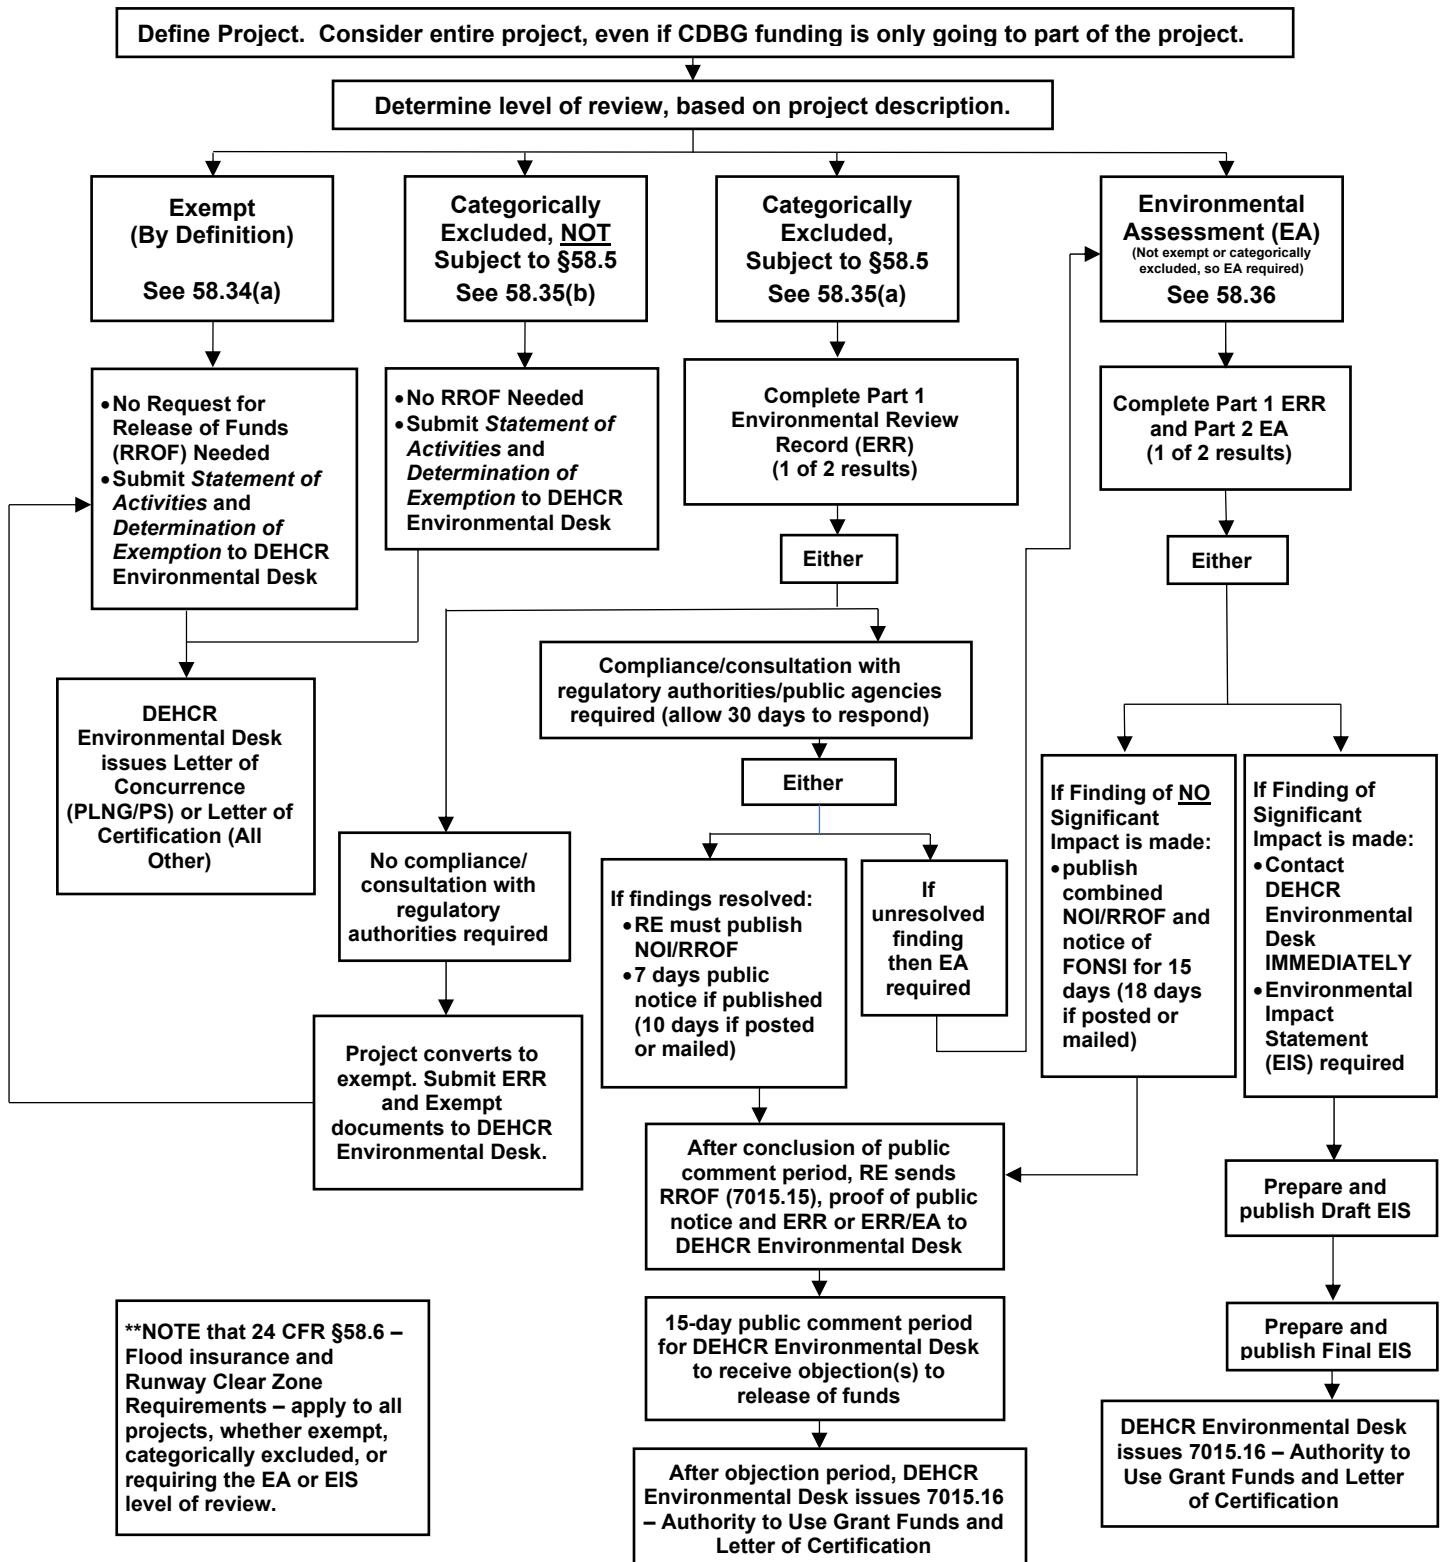 Define Project.  Consider entire project, even if CDBG funding is only going to part of the project.
Determine level of review, based on project description.
Exempt
(By Definition)
See 58.34(a)
Categorically
Excluded, NOT
Subject to §58.5
See 58.35(b)
Categorically
Excluded,
Subject to §58.5
See 58.35(a)
Environmental
Assessment (EA)
(Not exempt or categorically
excluded, so EA required)
See 58.36
•No Request for
Release of Funds
(RROF) Needed
•Submit Statement of
Activities and
Determination of
Exemption to DEHCR
Environmental Desk
•No RROF Needed
•Submit Statement of
Activities and
Determination of
Exemption to DEHCR
Environmental Desk
Complete Part 1
Environmental Review
Record (ERR)
(1 of 2 results)
Complete Part 1 ERR
and Part 2 EA
(1 of 2 results)
Either
Either
Compliance/consultation with
regulatory authorities/public agencies
required (allow 30 days to respond)
DEHCR
Environmental Desk
issues Letter of
Concurrence
(PLNG/PS) or Letter of
Certification (All
Other)
Either
No compliance/
consultation with
regulatory
authorities required
If findings resolved:
•RE must publish
NOI/RROF
•7 days public
notice if published
(10 days if posted
or mailed)
If
unresolved
finding
then EA
required
If Finding of NO
Significant
Impact is made:
•publish
combined
NOI/RROF and
notice of
FONSI for 15
days (18 days
if posted or
mailed)
If Finding of
Significant
Impact is made:
•Contact
DEHCR
Environmental
Desk
IMMEDIATELY
•Environmental
Impact
Statement
(EIS) required
Project converts to
exempt. Submit ERR
and Exempt
documents to DEHCR
Environmental Desk.
After conclusion of public
comment period, RE sends
RROF (7015.15), proof of public
notice and ERR or ERR/EA to
DEHCR Environmental Desk
Prepare and
publish Draft EIS
**NOTE that 24 CFR §58.6 –
Flood insurance and
Runway Clear Zone
Requirements – apply to all
projects, whether exempt,
categorically excluded, or
requiring the EA or EIS
level of review.
15-day public comment period
for DEHCR Environmental Desk
to receive objection(s) to
release of funds
Prepare and
publish Final EIS
After objection period, DEHCR
Environmental Desk issues 7015.16
– Authority to Use Grant Funds and
Letter of Certification
DEHCR Environmental Desk
issues 7015.16 – Authority to
Use Grant Funds and Letter
of Certification